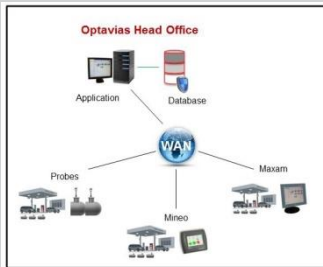 Optavias Head Office
Application
Database
WAN
Probes
Maxam
Mineo